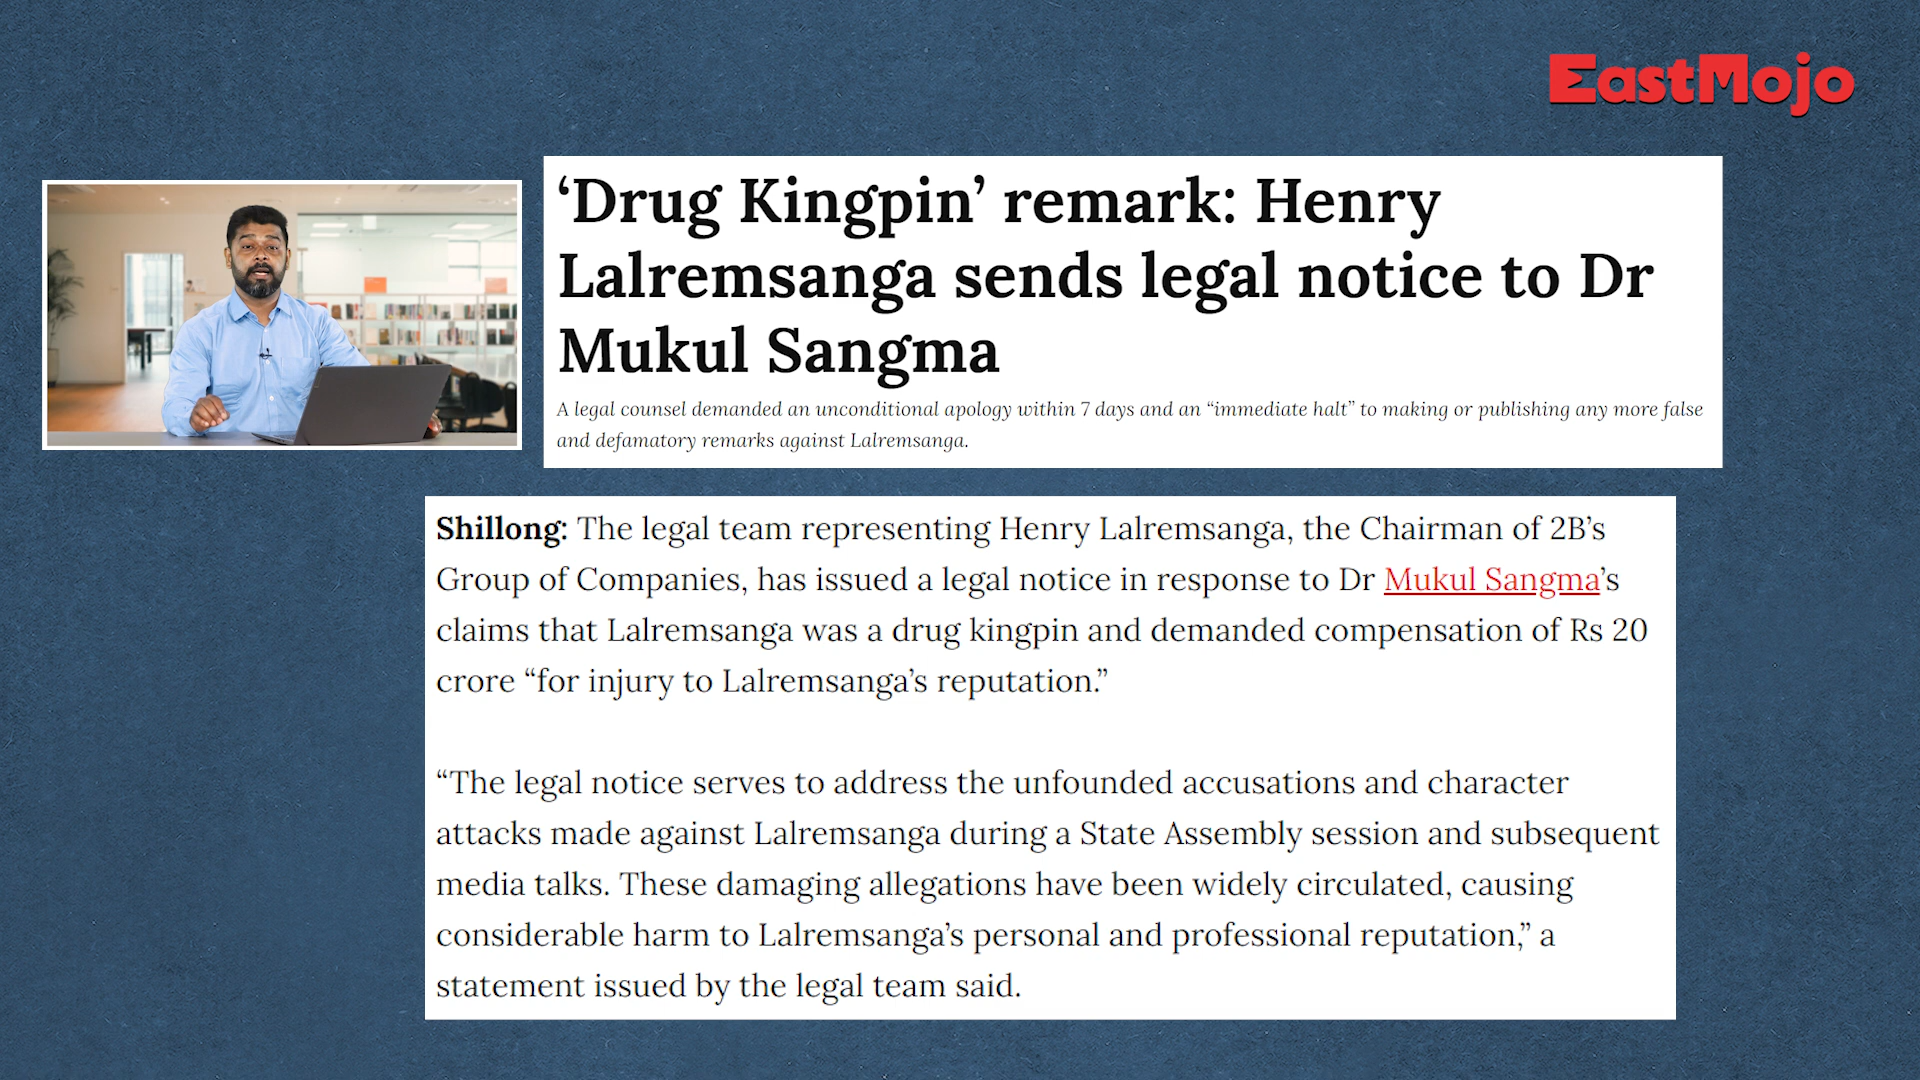 EastMojo
‘Drug Kingpin’ remark: Henry
Lalremsanga sends legal notice to Dr
Mukul Sangma
A legal counsel demanded an unconditional apology within 7 days and an “immediate halt” to making or publishing any more false
and defamatory remarks against Lalremsanga.
Shillong: The legal team representing Henry Lalremsanga, the Chairman of 2B’s
Group of Companies, has issued a legal notice in response to Dr Mukul Sangma’s
claims that Lalremsanga was a drug kingpin and demanded compensation of Rs 20
crore “for injury to Lalremsanga’s reputation.”
“The legal notice serves to address the unfounded accusations and character
attacks made against Lalremsanga during a State Assembly session and subsequent
media talks. These damaging allegations have been widely circulated, causing
considerable harm to Lalremsanga’s personal and professional reputation,” a
statement issued by the legal team said.